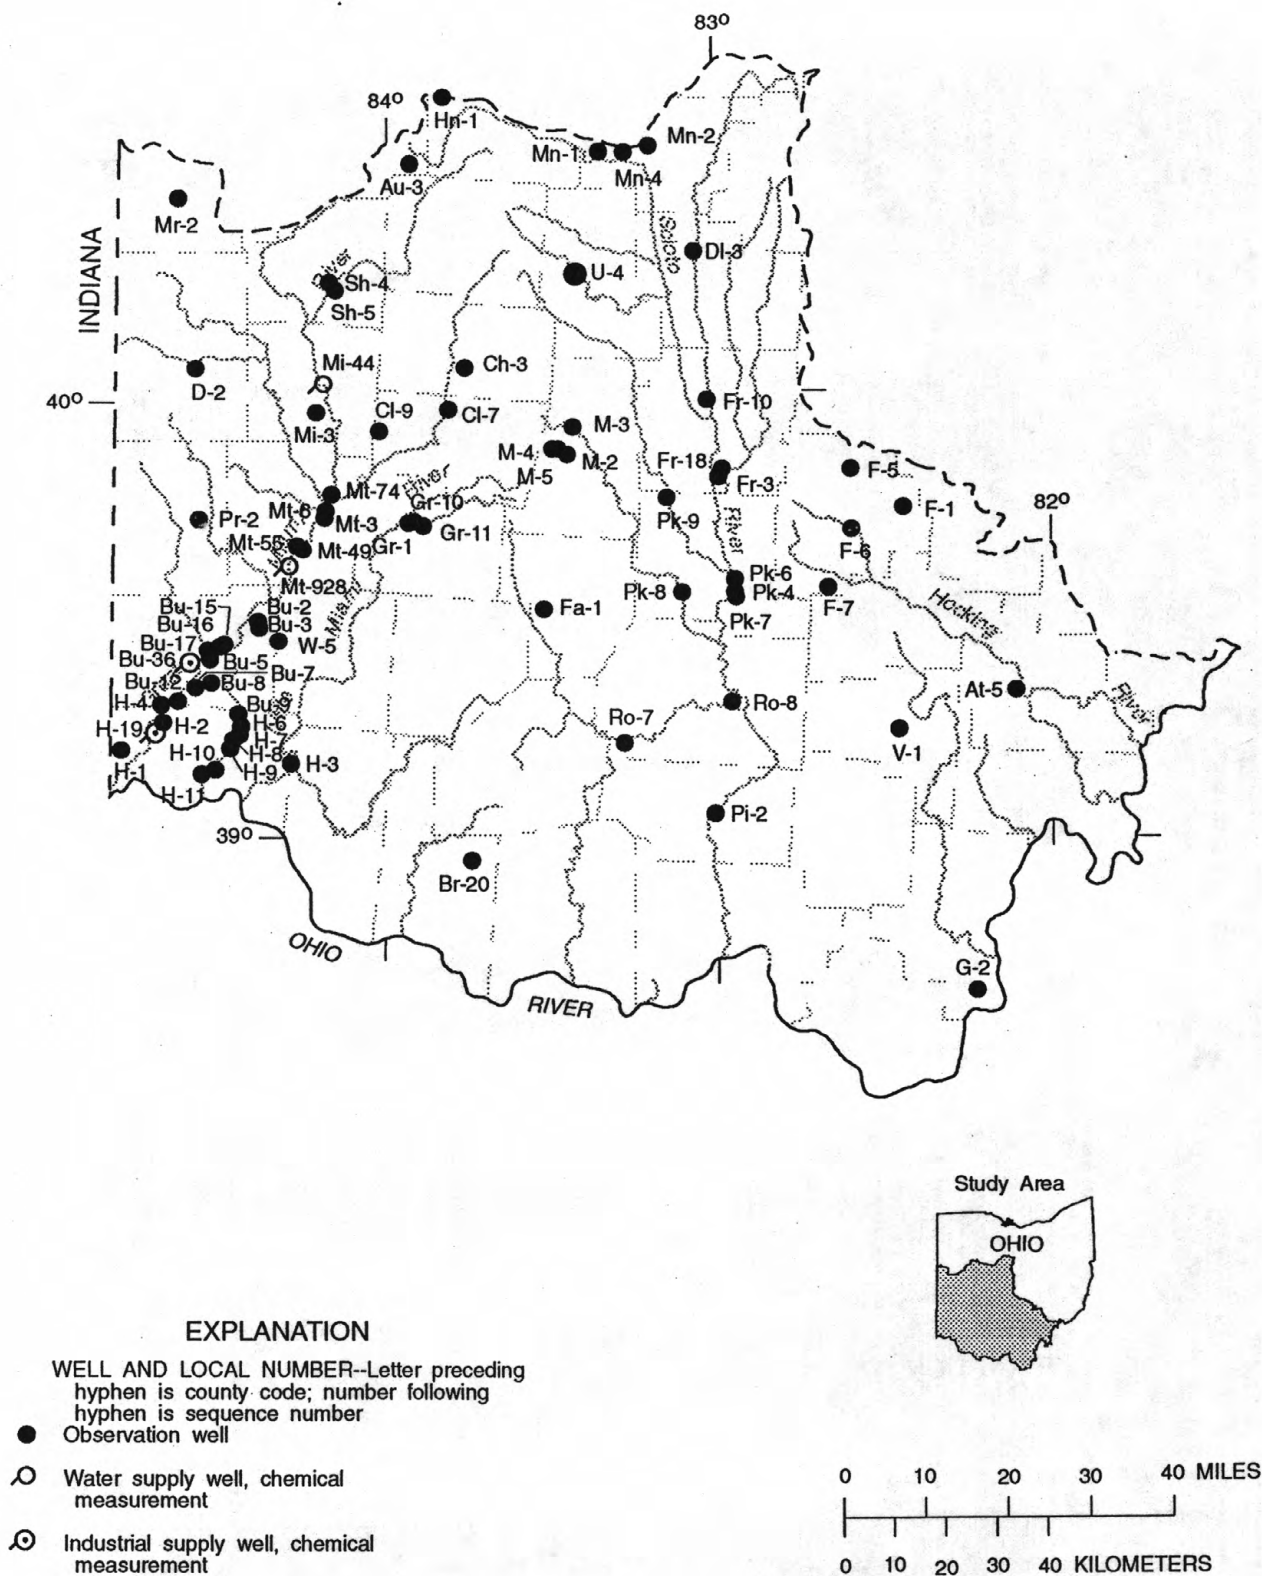 83º
84º
Hn-1
Mn-2
Mn-1
Mn-4
Au-3
Mr-2
INDIANA
Scioto
Dl-3
River
U-4
Sh-4
Sh-5
Mi-44
Ch-3
D-2
40º
Mi-3
Cl-9
Cl-7
Fr-10
M-3
M-4
M-2
M-5
Fr-18
Fr-3
F-5
River
Mt-74
Gr-10
Pk-9
River
F-1
82º
Pr-2
Mt-6
Mt-3
Gr-11
Gr-1
Miami
F-6
Mt-55
Mt-49
Mt-928
Pk-6
Pk-8
Pk-4
F-7
Pk-7
Hocking
Bu-15
Bu-2
Bu-16
Bu-3
Miami
Fa-1
Bu-17
W-5
Bu-36
Bu-5
Bu-7
Bu-12
Bu-8
At-5
River
H-4
Bu-9
Ro-8
H-19
H-2
H-6
Ro-7
H-7
V-1
H-10
H-8
H-1
H-9
H-3
H-11
Pi-2
39º
Br-20
OHIO
G-2
RIVER
Study Area
OHIO
EXPLANATION
WELL AND LOCAL NUMBER--Letter preceding
hyphen is county code; number following
hyphen is sequence number
Observation well
Water supply well, chemical
measurement
Industrial supply well, chemical
measurement
0 10 20 30 40 MILES
0 10 20 30 40 KILOMETERS